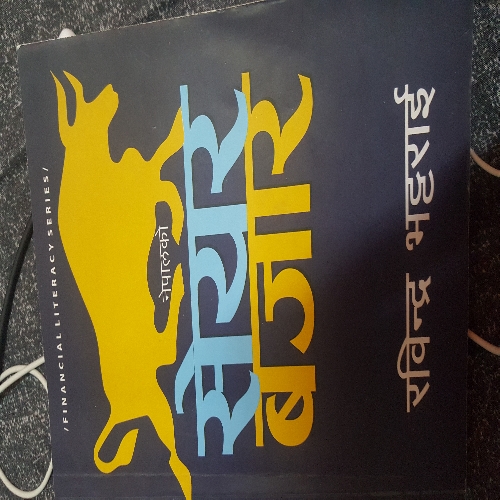 /FINANCIAL LITERACY SERIES/
नेपालको
सेयर
बजार
रविन्द्र भट्टराई